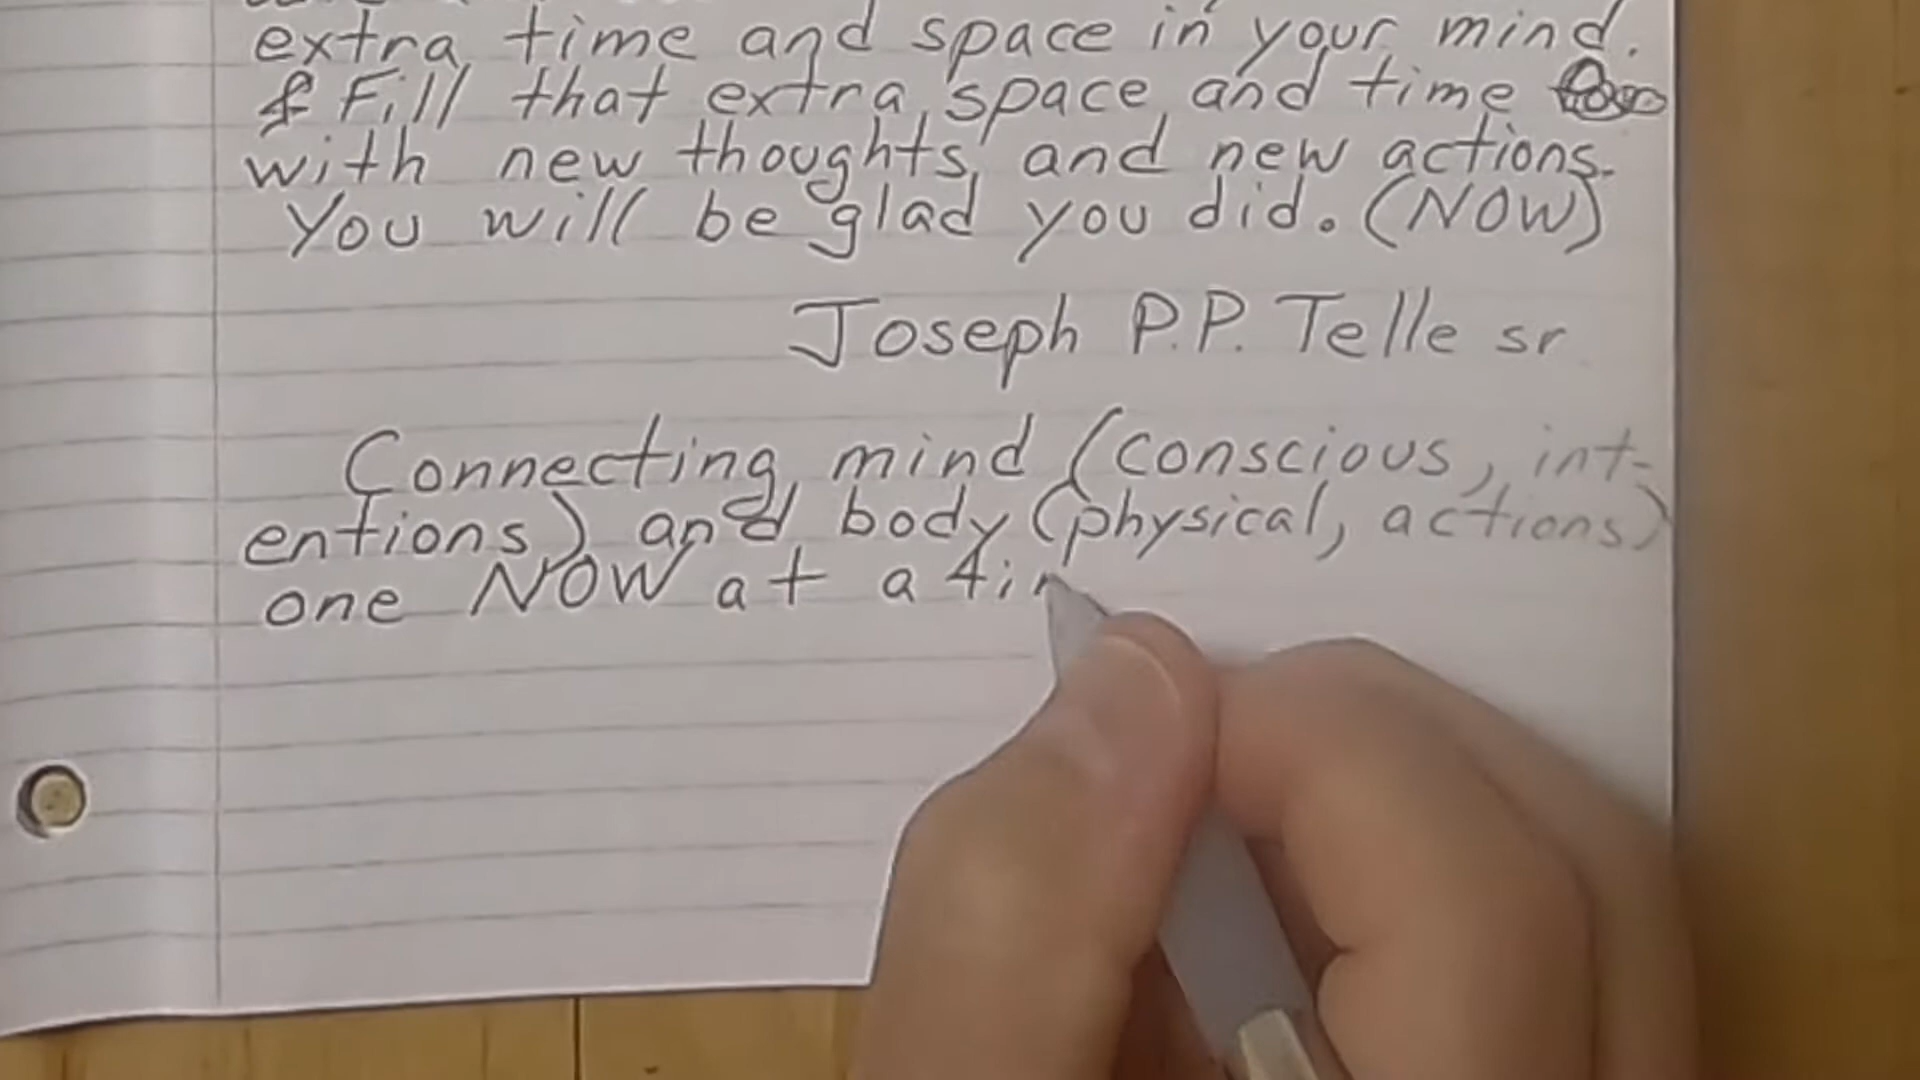 extra time and space in your mind.
& Fill that extra space and time
with new thoughts and new actions.
You will be glad you did. (NOW)
Joseph P.P. Telle sr
Connecting mind (conscious, int-
entions) and body (physical, actions)
one NOW at a